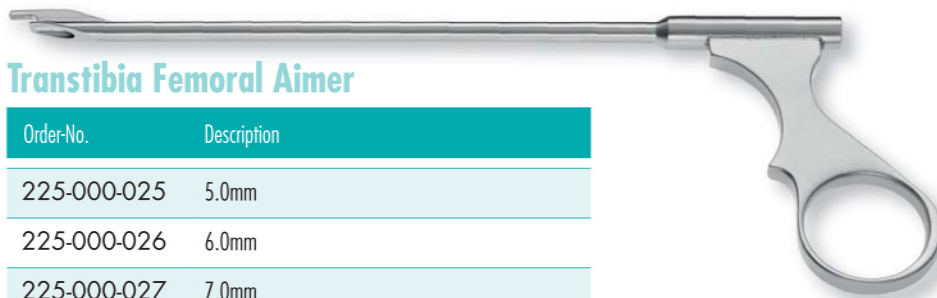 Transtibia Femoral Aimer
Order-No. Description
225-000-025 5.0mm
225-000-026 6.0mm
225-000-027 7.0mm